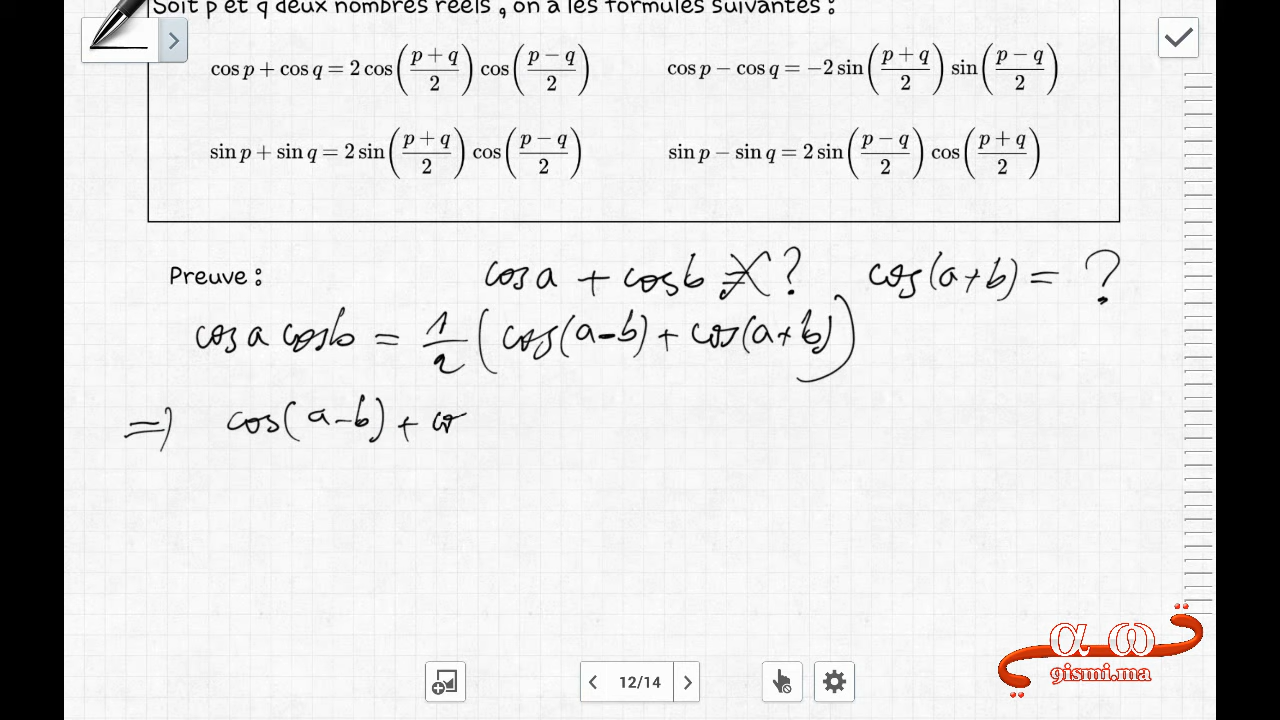 Soit p et q deux nombres réels , on a les formules suivantes :
cos p + cos q = 2 cos((p + q)/2) cos((p − q)/2)
cos p − cos q = −2 sin((p + q)/2) sin((p − q)/2)
sin p + sin q = 2 sin((p + q)/2) cos((p − q)/2)
sin p − sin q = 2 sin((p − q)/2) cos((p + q)/2)
Preuve : cos a + cos b = ? cos(a + b) = ?
cos a cos b = 1/2 (cos(a − b) + cos(a + b))
=> cos(a − b) + co
12/14
α ω
gismi.ma